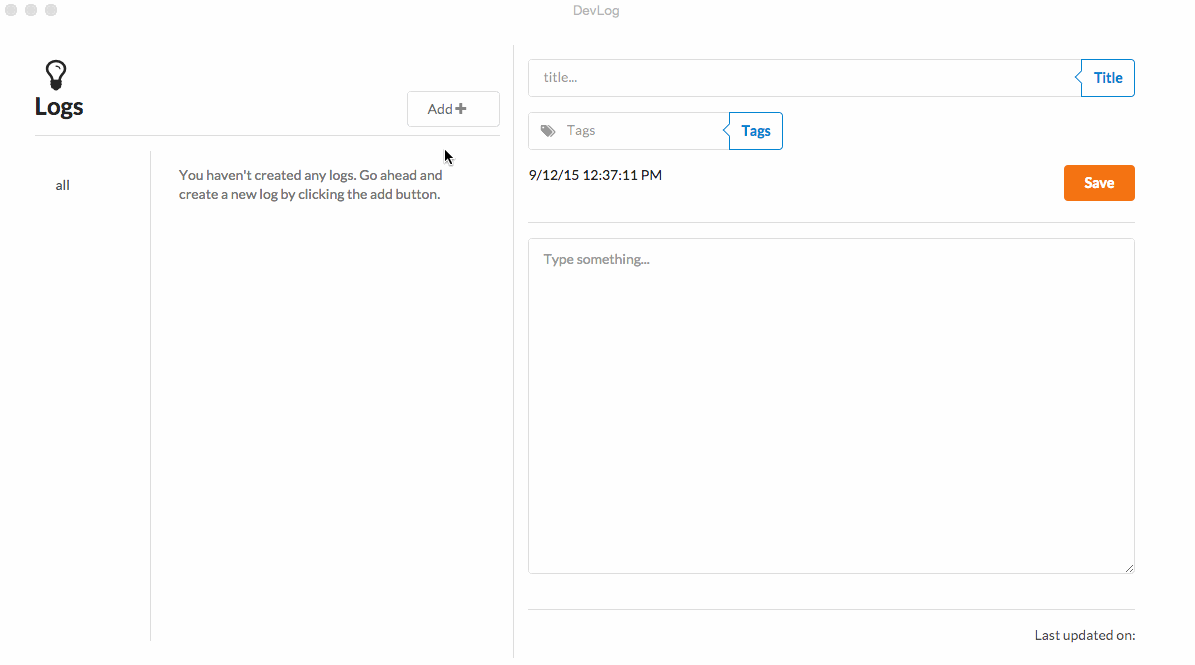 DevLog
Logs
Add
all
You haven't created any logs. Go ahead and
create a new log by clicking the add button.
title...
Title
Tags
Tags
9/12/15 12:37:11 PM
Save
Type something...
Last updated on: